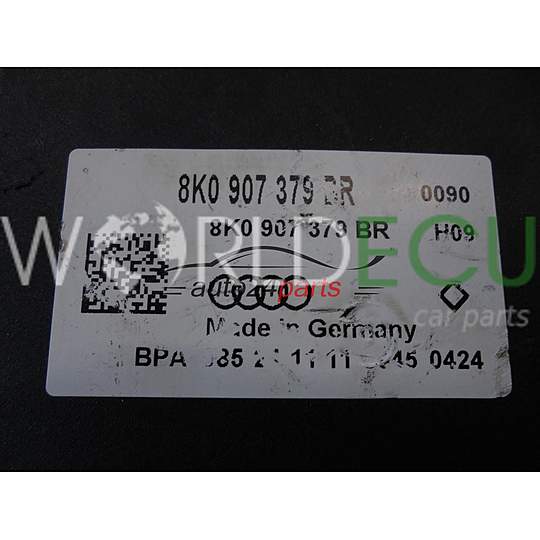 8K0 907 379 BR 0090
8K0 907 379 BR H09
WORLDECU
auto24parts
car parts
Made in Germany
BPA 11 11 0424